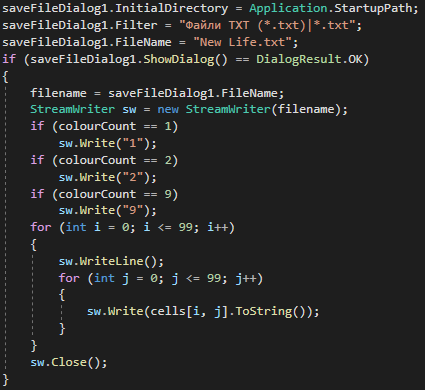 saveFileDialog1.InitialDirectory = Application.StartupPath;
saveFileDialog1.Filter = "Файли TXT (*.txt)|*.txt";
saveFileDialog1.FileName = "New Life.txt";
if (saveFileDialog1.ShowDialog() == DialogResult.OK)
{
    filename = saveFileDialog1.FileName;
    StreamWriter sw = new StreamWriter(filename);
    if (colourCount == 1)
        sw.Write("1");
    if (colourCount == 2)
        sw.Write("2");
    if (colourCount == 9)
        sw.Write("9");
    for (int i = 0; i <= 99; i++)
    {
        sw.WriteLine();
        for (int j = 0; j <= 99; j++)
        {
            sw.Write(cells[i, j].ToString());
        }
    }
    sw.Close();
}